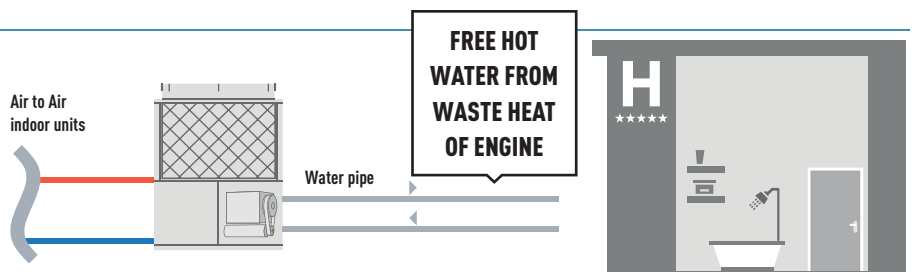 FREE HOT
WATER FROM
WASTE HEAT
OF ENGINE
Air to Air
indoor units
Water pipe
H
★★★★★